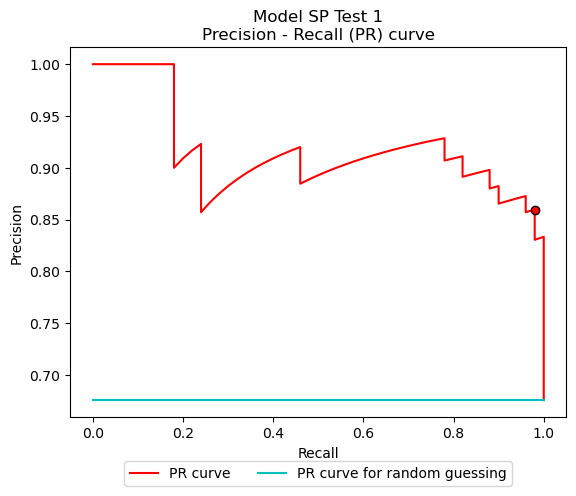 Model SP Test 1
Precision - Recall (PR) curve
1.00
0.95
0.90
0.85
0.80
0.75
0.70
Precision
0.0 0.2 0.4 0.6 0.8 1.0
Recall
PR curve PR curve for random guessing